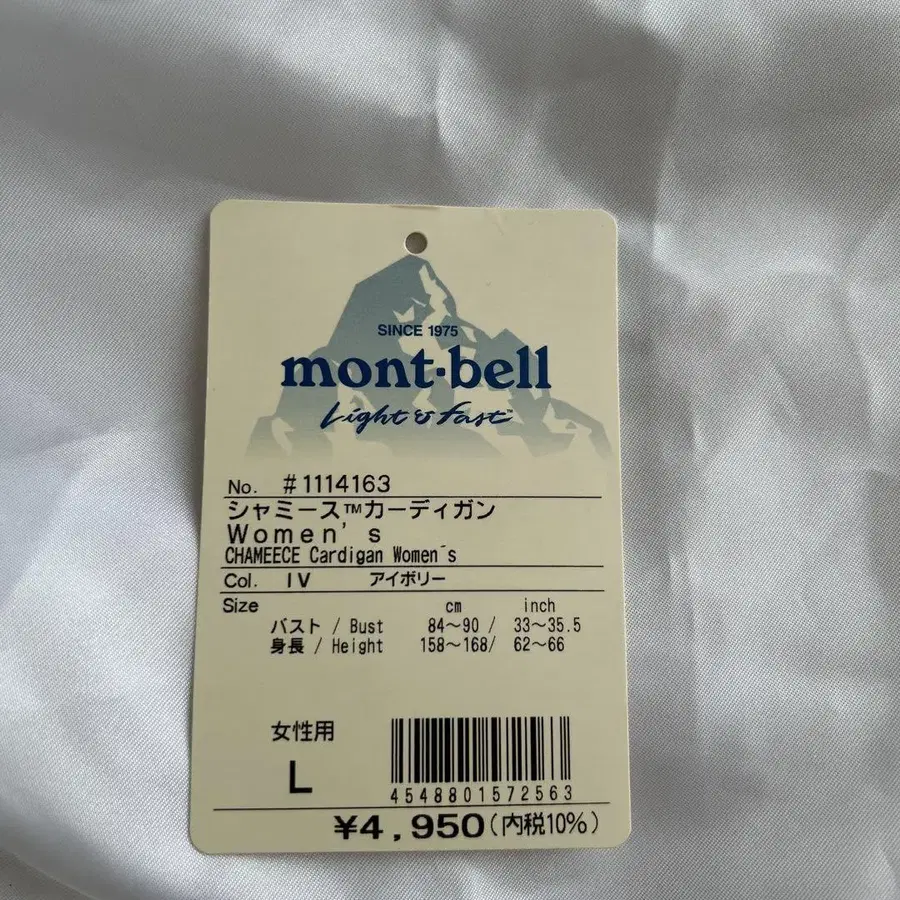 SINCE 1975
mont·bell
Light & Fast™
No. #1114163
シャミース™カーディガン
Women's
CHAMEECE Cardigan Women´s
Col. IV アイボリー
Size cm inch
バスト / Bust 84～90 / 33～35.5
身長 / Height 158～168/ 62～66
女性用
L
4548801572563
¥4,950(内税10%)